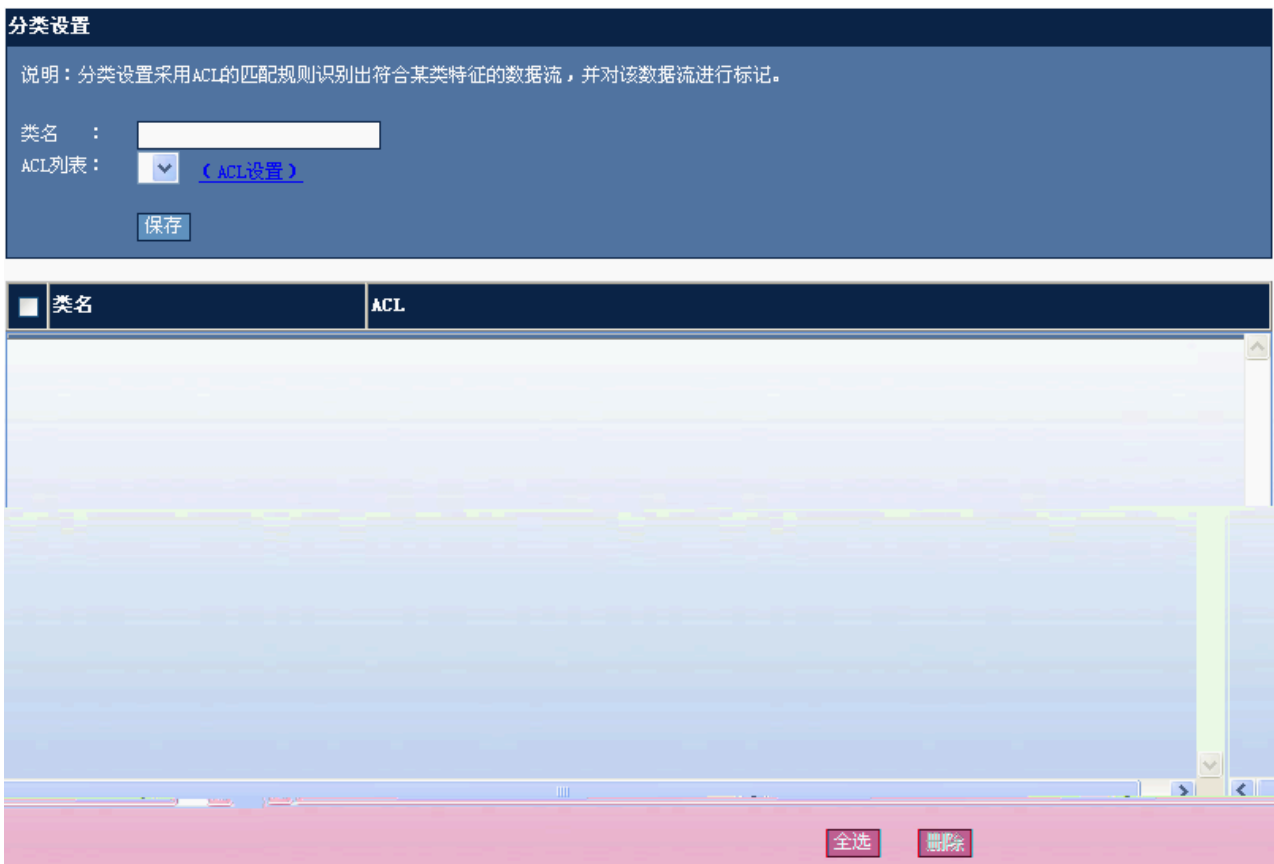 分类设置
说明：分类设置采用ACL的匹配规则识别出符合某类特征的数据流，并对该数据流进行标记。
类名 ：
ACL列表：
（ACL设置）
保存
类名 ACL
全选 删除